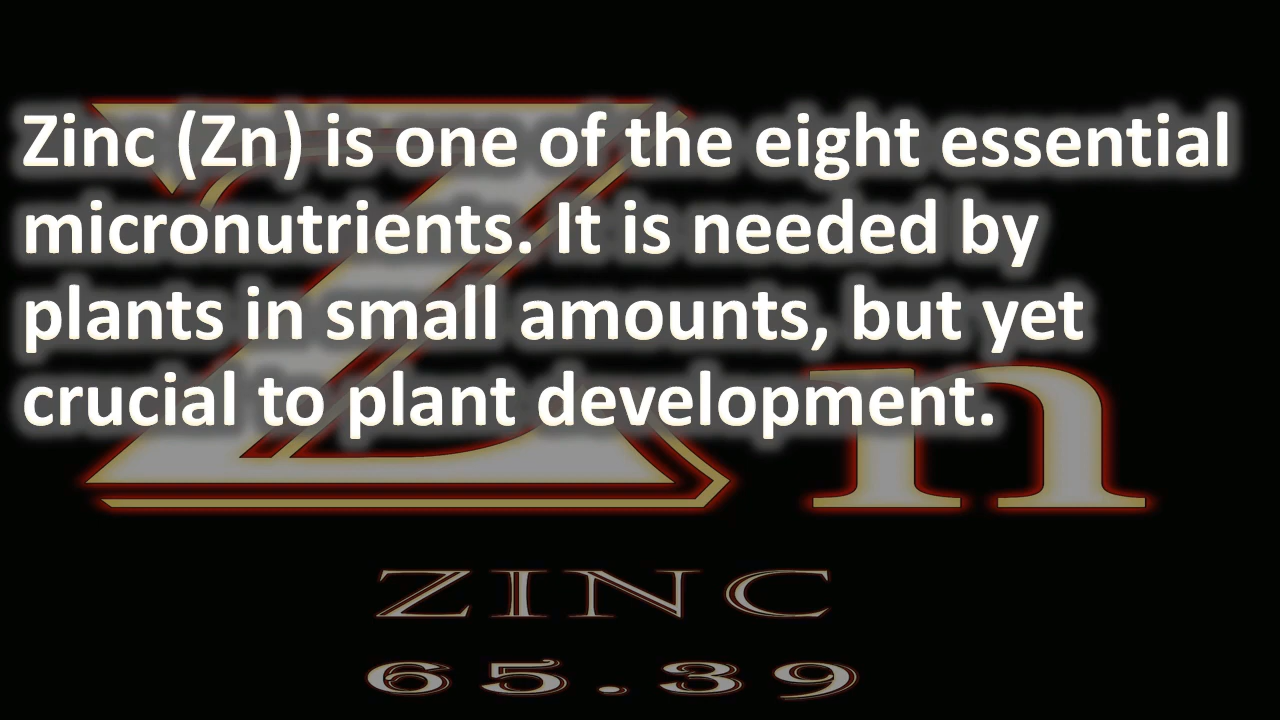 Zinc (Zn) is one of the eight essential
micronutrients. It is needed by
plants in small amounts, but yet
crucial to plant development.
Zn
ZINC
65.39